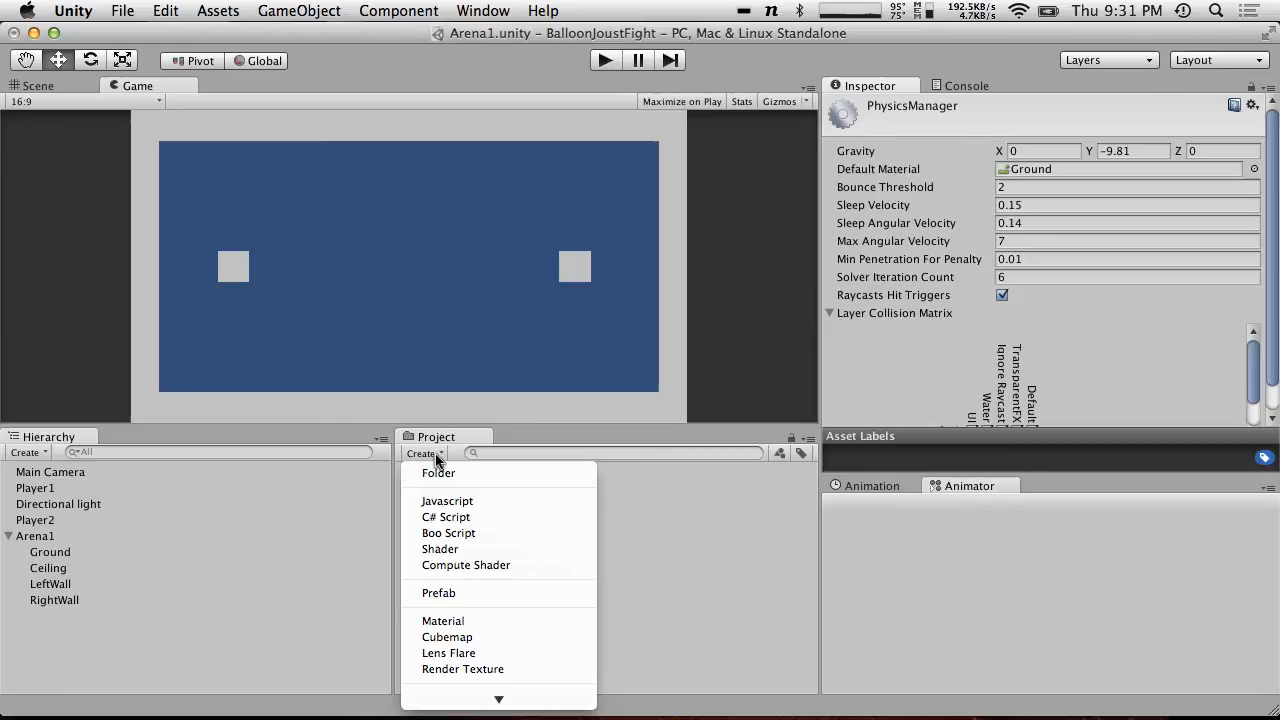 Unity File Edit Assets GameObject Component Window Help 95° 75° 192.5KB/s 4.7KB/s Thu 9:31 PM
Arena1.unity - BalloonJoustFight - PC, Mac & Linux Standalone
Pivot Global Layers Layout
Scene Game
16:9 Maximize on Play Stats Gizmos
Inspector Console
PhysicsManager
Gravity X 0 Y -9.81 Z 0
Default Material Ground
Bounce Threshold 2
Sleep Velocity 0.15
Sleep Angular Velocity 0.14
Max Angular Velocity 7
Min Penetration For Penalty 0.01
Solver Iteration Count 6
Raycasts Hit Triggers
Layer Collision Matrix
Default
TransparentFX
Ignore Raycast
Water
UI
Asset Labels
Animation Animator
Hierarchy
Create All
Main Camera
Player1
Directional light
Player2
Arena1
Ground
Ceiling
LeftWall
RightWall
Project
Create
Folder
Javascript
C# Script
Boo Script
Shader
Compute Shader
Prefab
Material
Cubemap
Lens Flare
Render Texture